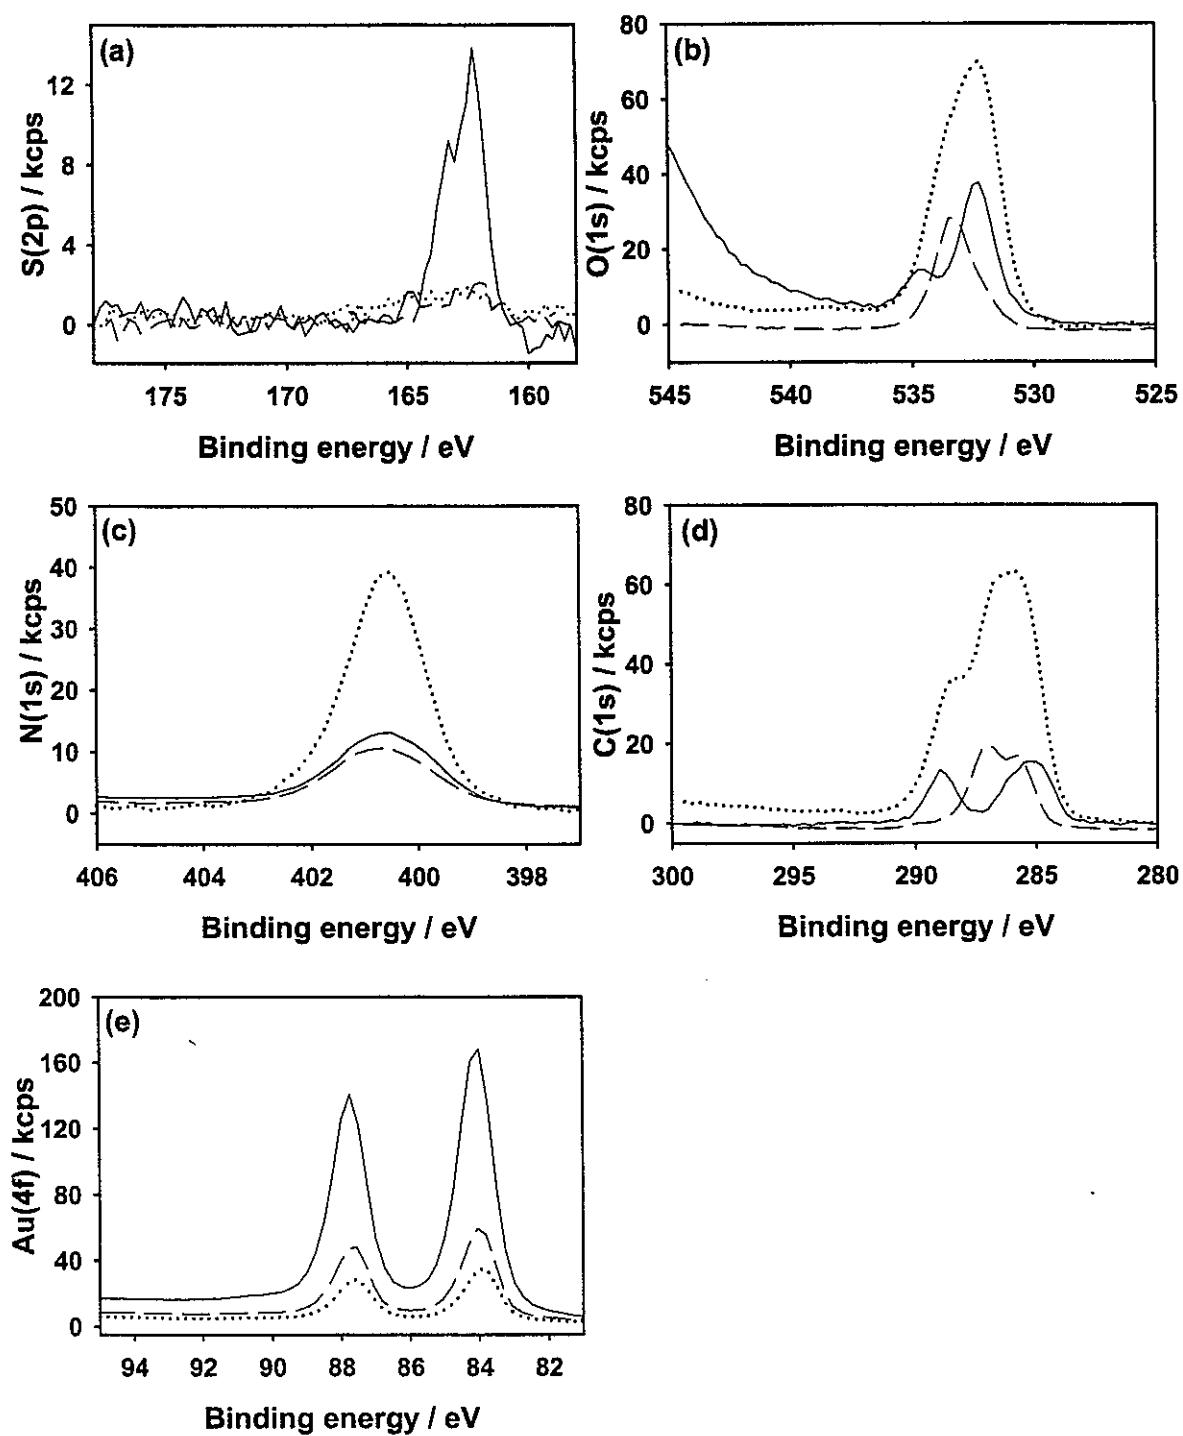 (a)
S(2p) / kcps
12
8
4
0
175 170 165 160
Binding energy / eV
(b)
O(1s) / kcps
80
60
40
20
0
545 540 535 530 525
Binding energy / eV
(c)
N(1s) / kcps
50
40
30
20
10
0
406 404 402 400 398
Binding energy / eV
(d)
C(1s) / kcps
80
60
40
20
0
300 295 290 285 280
Binding energy / eV
(e)
Au(4f) / kcps
200
160
120
80
40
0
94 92 90 88 86 84 82
Binding energy / eV